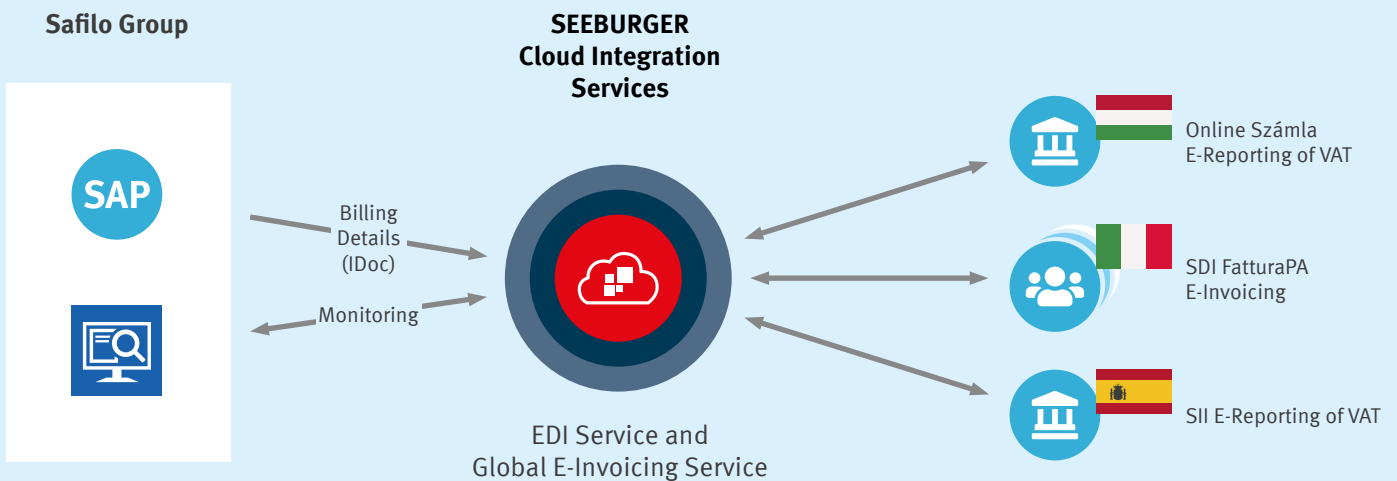 Safilo Group
SEEBURGER
Cloud Integration
Services
SAP
Billing
Details
(IDoc)
Monitoring
EDI Service and
Global E-Invoicing Service
Online Számla
E-Reporting of VAT
SDI FatturaPA
E-Invoicing
SII E-Reporting of VAT